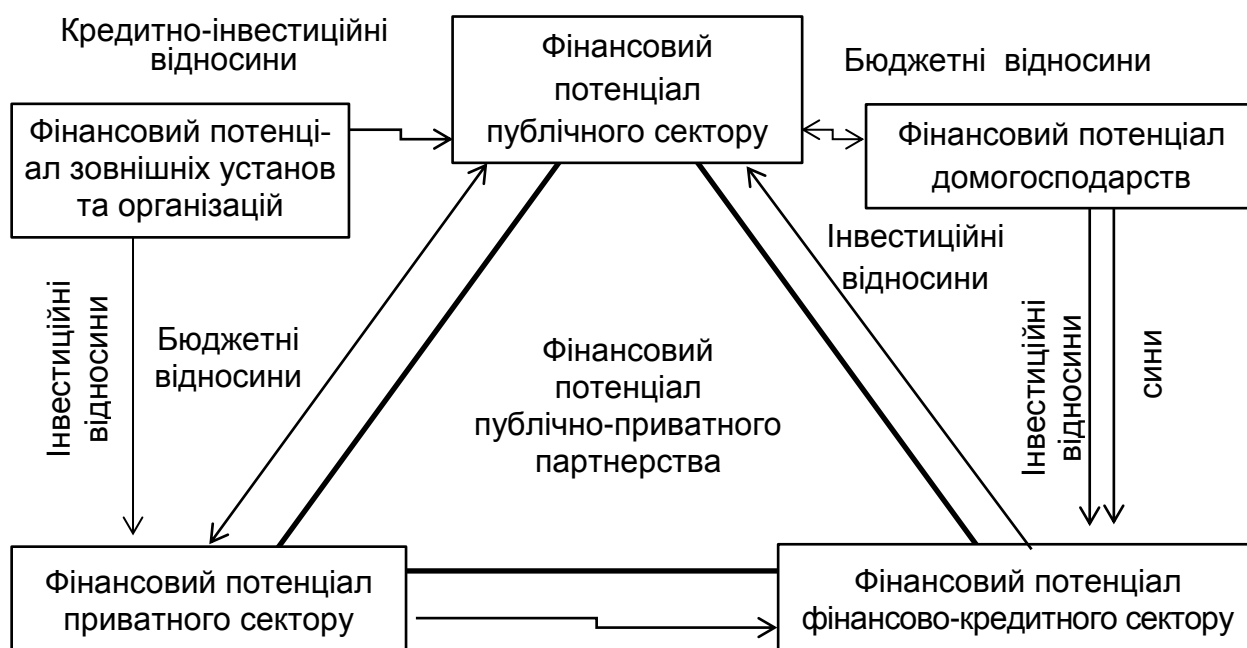 Кредитно-інвестиційні
відносини
Фінансовий
потенціал
публічного сектору
Бюджетні відносини
Фінансовий потенці-
ал зовнішніх установ
та організацій
Фінансовий потенціал
домогосподарств
Інвестиційні
відносини
Бюджетні
відносини
Фінансовий
потенціал
публічно-приватного
партнерства
Інвестиційні
відносини
Інвестиційні
відносини
сини
Фінансовий потенціал
приватного сектору
Фінансовий потенціал
фінансово-кредитного сектору